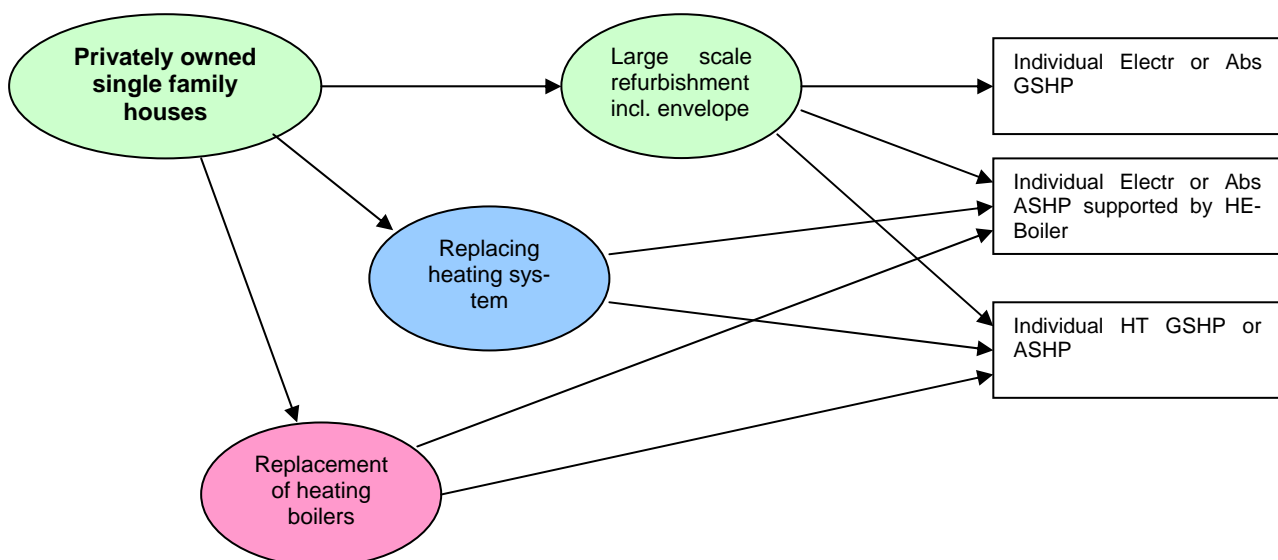 Privately owned
single family
houses
Large scale
refurbishment
incl. envelope
Individual Electr or Abs
GSHP
Individual Electr or Abs
ASHP supported by HE-
Boiler
Replacing
heating sys-
tem
Individual HT GSHP or
ASHP
Replacement
of heating
boilers